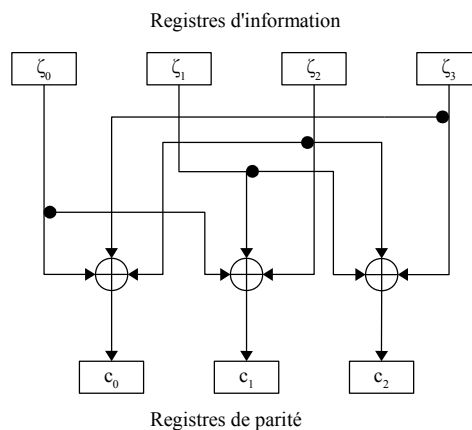 Registres d'information
ζ₀ ζ₁ ζ₂ ζ₃
c₀ c₁ c₂
Registres de parité